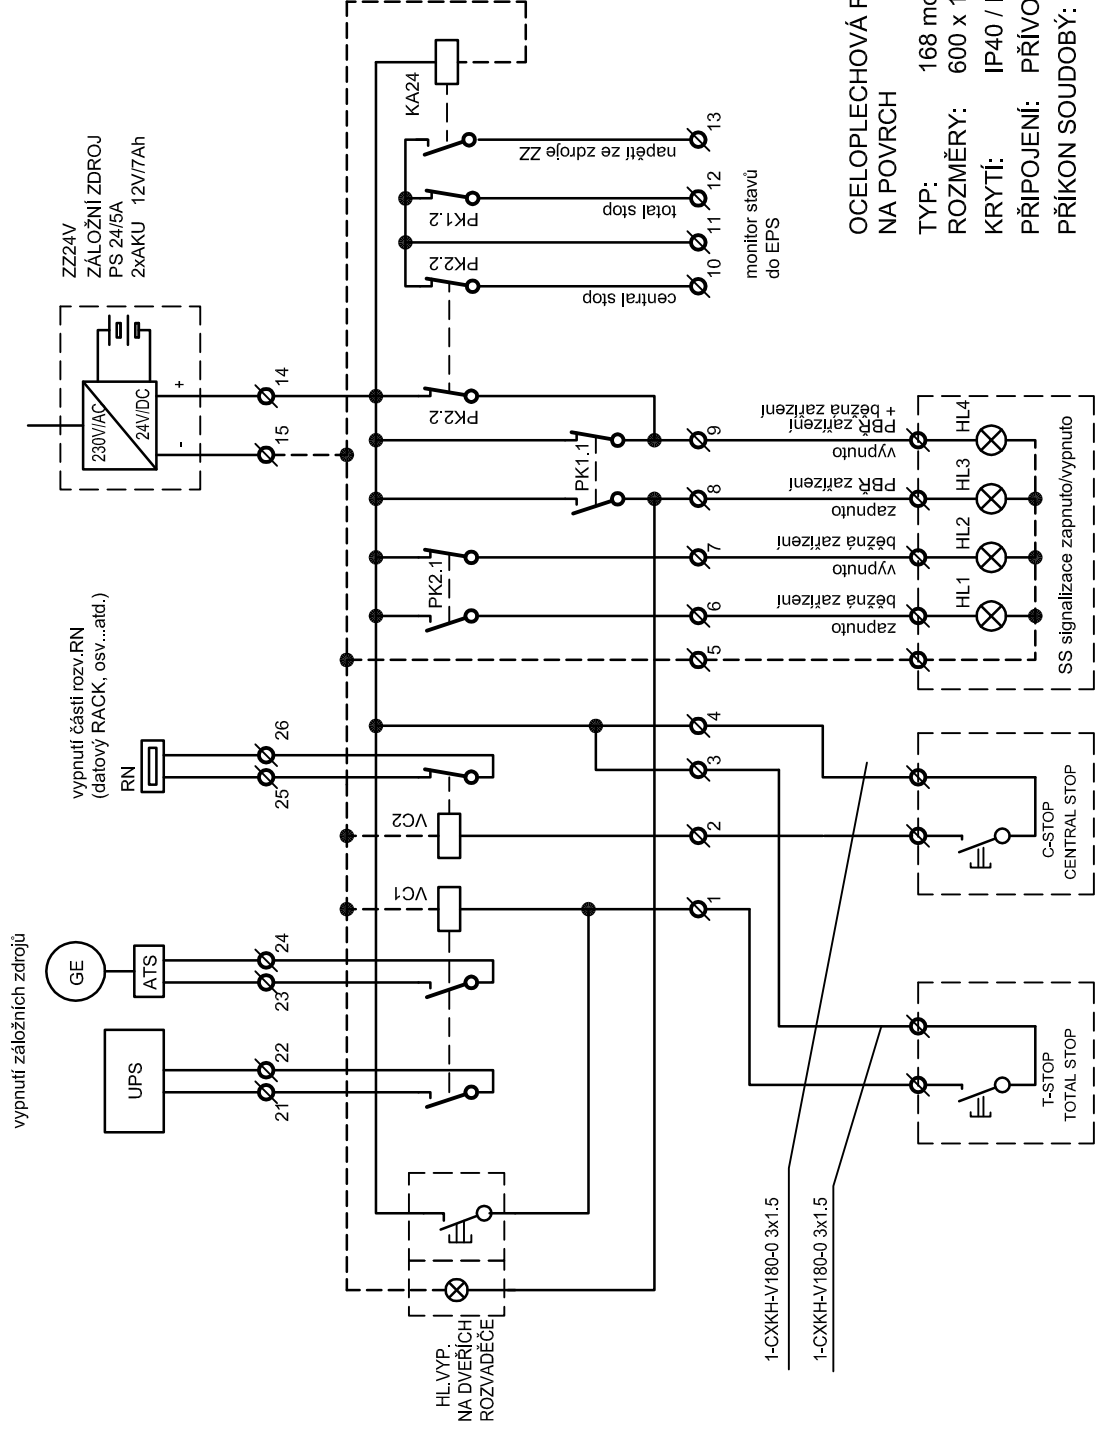 vypnutí záložních zdrojů
UPS
GE
ATS
21
22
23
24
vypnutí části rozv.RN
(datový RACK, osv...atd.)
RN
25
26
ZZ24V
ZÁLOŽNÍ ZDROJ
PS 24/5A
2xAKU 12V/7Ah
230V/AC
24V/DC
-
+
15
14
HL.VYP.
NA DVEŘÍCH
ROZVADĚČE
VC1
VC2
PK2.1
PK1.1
PK2.2
PK2.2
PK1.2
KA24
central stop
total stop
napětí ze zdroje ZZ
10
11
12
13
monitor stavů
do EPS
1
2
3
4
5
6
7
8
9
zapnuto
běžná zařízení
vypnuto
běžná zařízení
zapnuto
PBŘ zařízení
vypnuto
PBŘ zařízení
+ běžná zařízení
1-CXKH-V180-0 3x1.5
1-CXKH-V180-0 3x1.5
T-STOP
TOTAL STOP
C-STOP
CENTRAL STOP
HL1
HL2
HL3
HL4
SS signalizace zapnuto/vypnuto
OCELOPLECHOVÁ
NA POVRCH
TYP: 168
ROZMĚRY: 600 x
KRYTÍ: IP40 /
PŘIPOJENÍ:
PŘÍKON SOUDOBÝ: